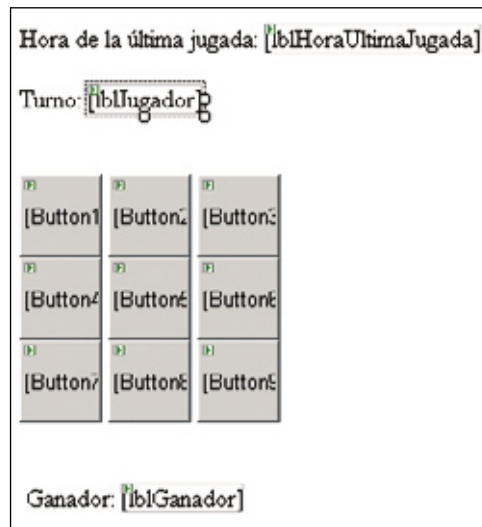 Hora de la última jugada: [lblHoraUltimaJugada]
Turno: [lblJugador]
[Button1 [Button2 [Button3
[Button4 [Button5 [Button6
[Button7 [Button8 [Button9
Ganador: [lblGanador]